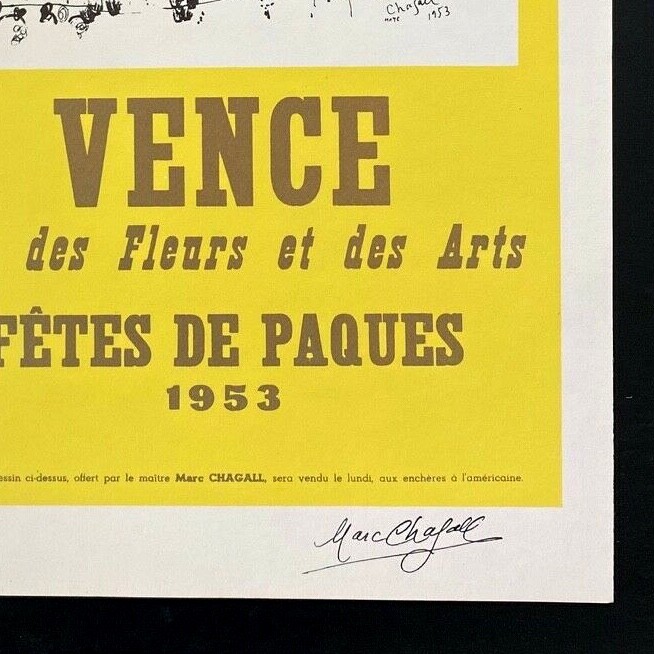 Chagall
1953
VENCE
des Fleurs et des Arts
FÊTES DE PAQUES
1953
essin ci-dessus, offert par le maître Marc CHAGALL, sera vendu le lundi, aux enchères à l'américaine.
Marc Chagall